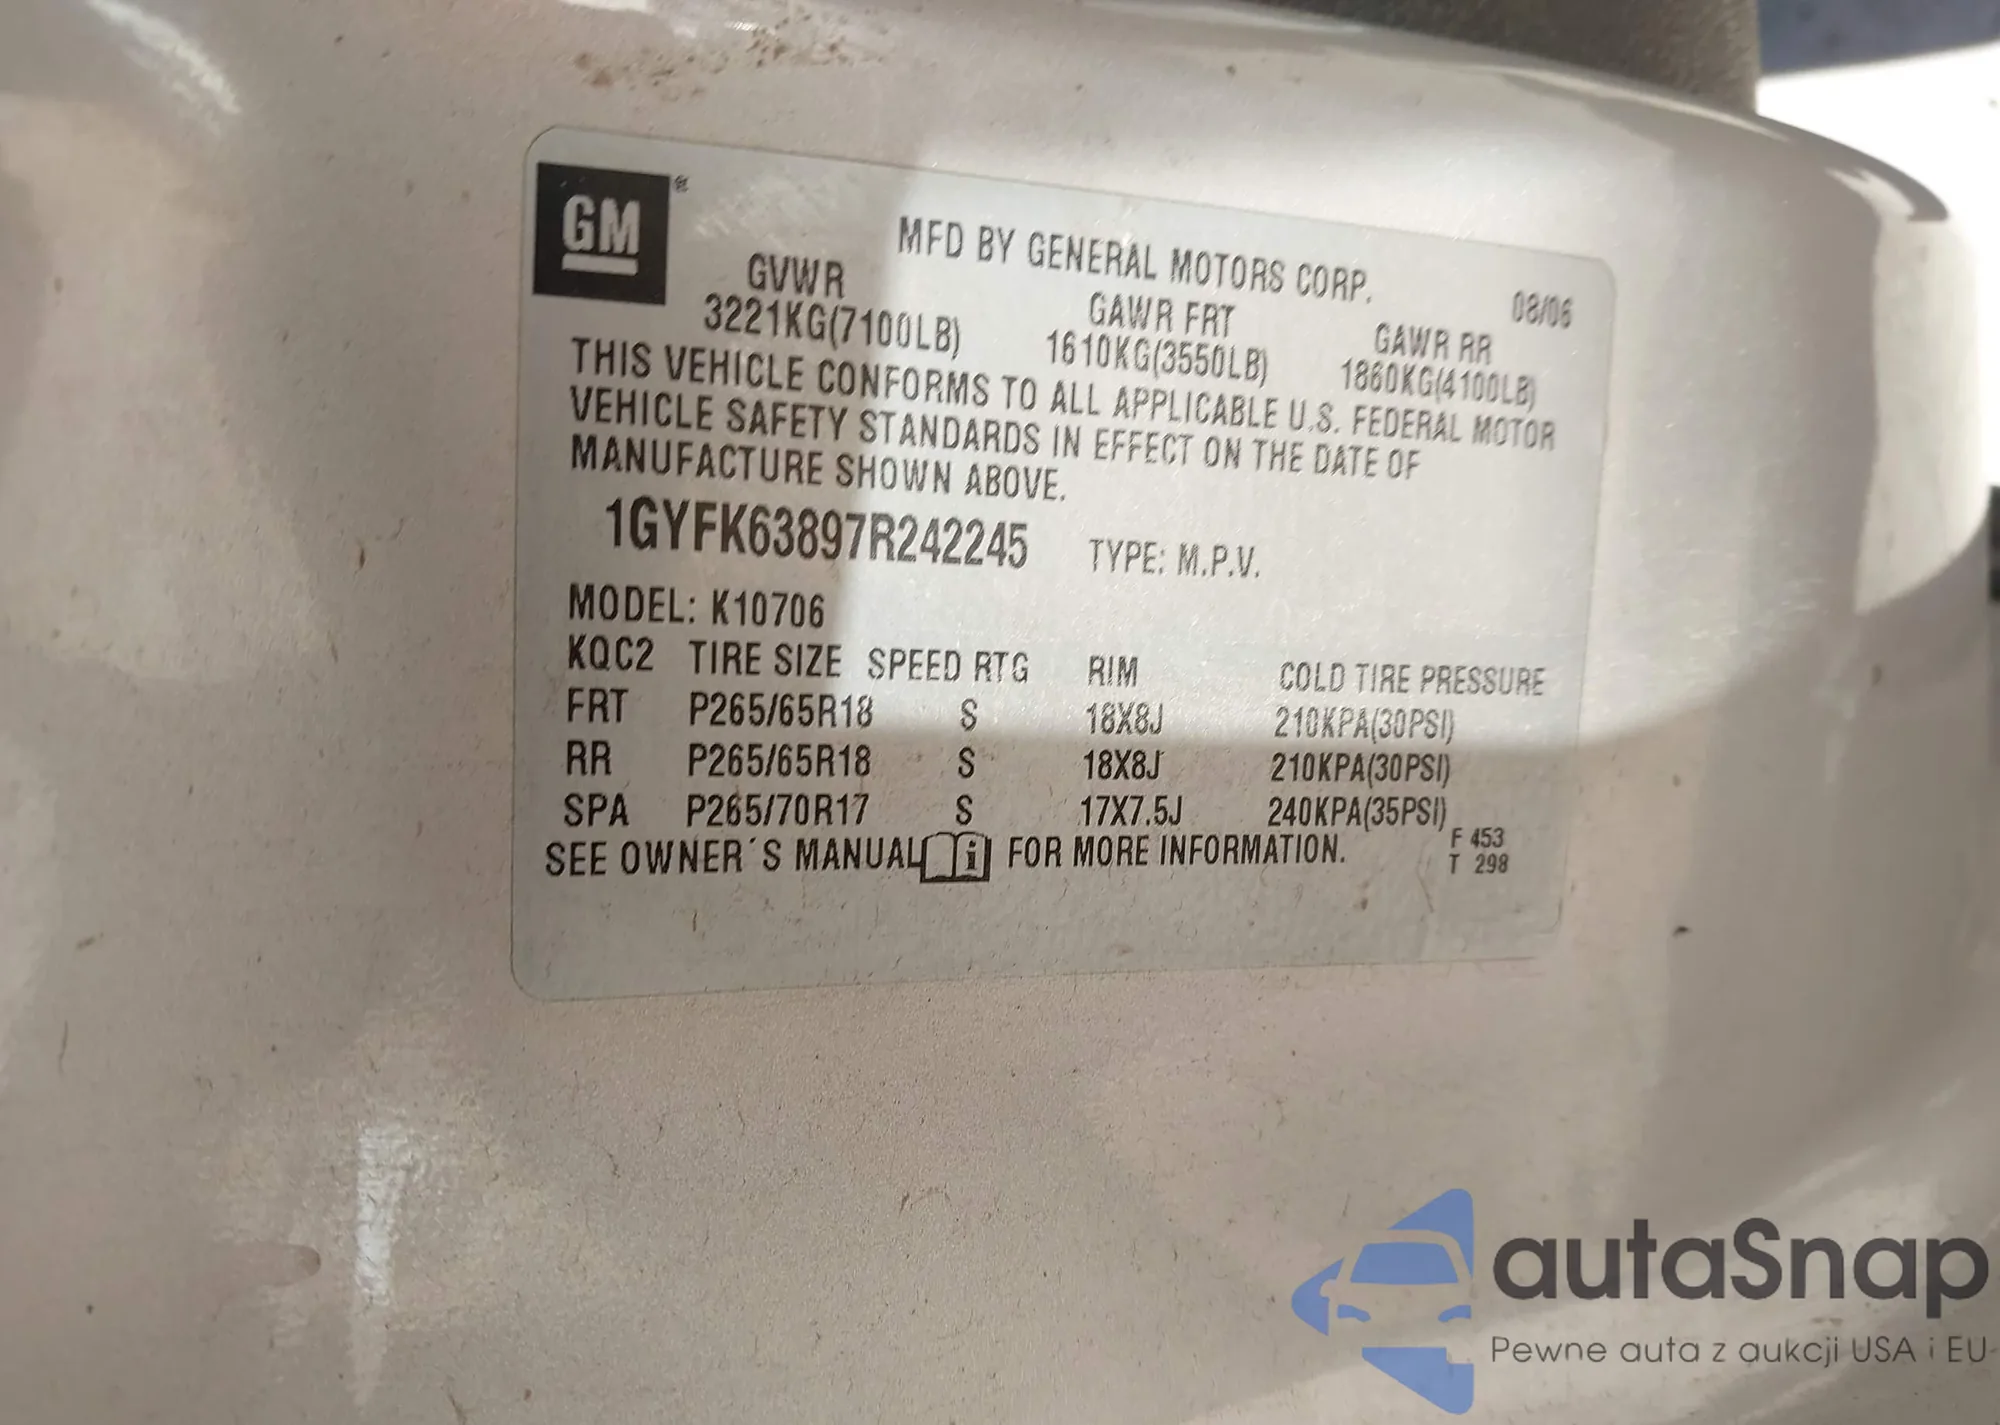 GM®
MFD BY GENERAL MOTORS CORP. 08/06
GVWR GAWR FRT GAWR RR
3221KG(7100LB) 1610KG(3550LB) 1860KG(4100LB)
THIS VEHICLE CONFORMS TO ALL APPLICABLE U.S. FEDERAL MOTOR
VEHICLE SAFETY STANDARDS IN EFFECT ON THE DATE OF
MANUFACTURE SHOWN ABOVE.
1GYFK63897R242245 TYPE: M.P.V.
MODEL: K10706
KQC2 TIRE SIZE SPEED RTG RIM COLD TIRE PRESSURE
FRT P265/65R18 S 18X8J 210KPA(30PSI)
RR P265/65R18 S 18X8J 210KPA(30PSI)
SPA P265/70R17 S 17X7.5J 240KPA(35PSI)
SEE OWNER´S MANUAL i FOR MORE INFORMATION.
F 453
T 298
autaSnap
Pewne auta z aukcji USA i EU